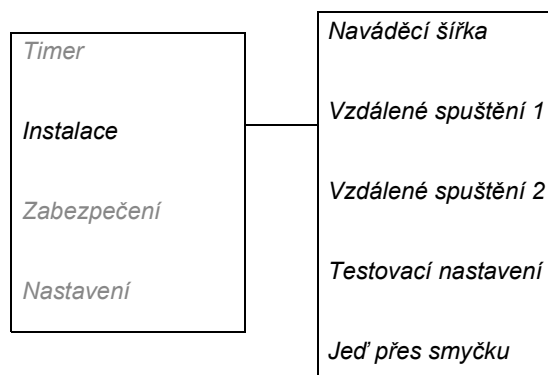 Timer
Instalace
Zabezpečení
Nastavení
Naváděcí šířka
Vzdálené spuštění 1
Vzdálené spuštění 2
Testovací nastavení
Jeď přes smyčku